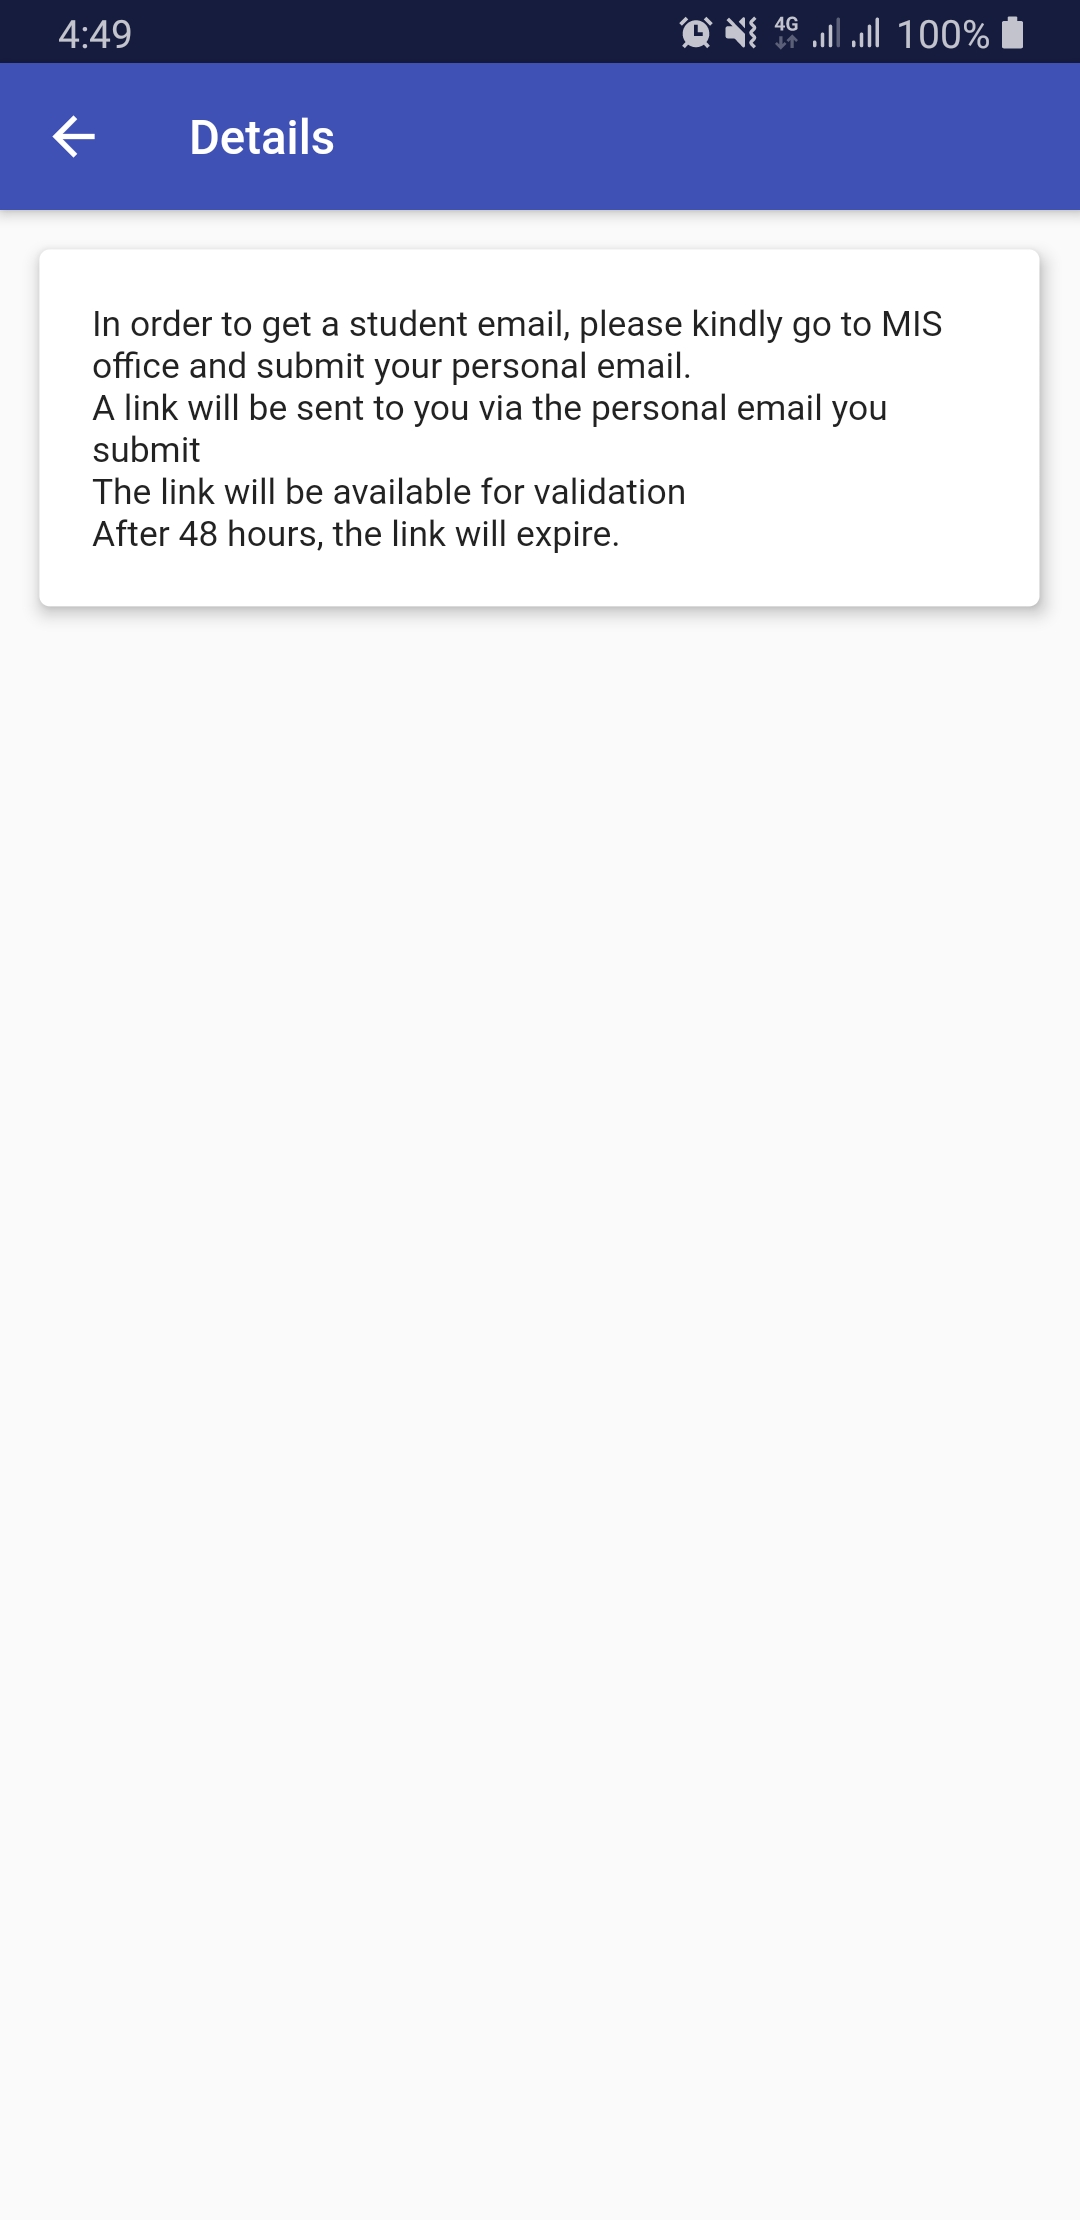 4:49
4G
100%
Details
In order to get a student email, please kindly go to MIS
office and submit your personal email.
A link will be sent to you via the personal email you
submit
The link will be available for validation
After 48 hours, the link will expire.